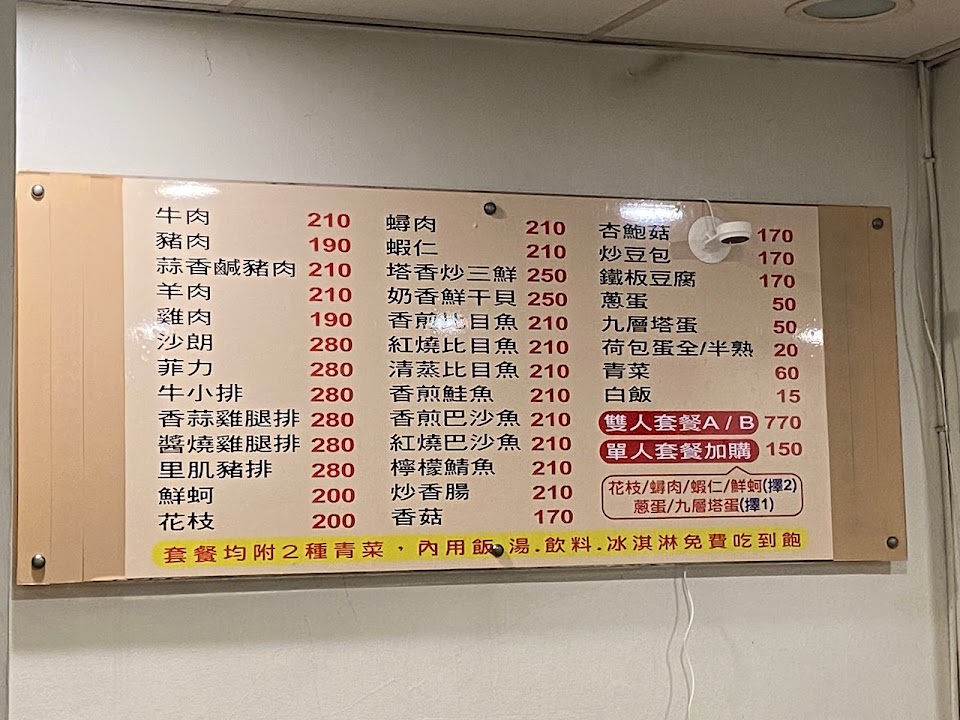 牛肉 210
豬肉 190
蒜香鹹豬肉 210
羊肉 210
雞肉 190
沙朗 280
菲力 280
牛小排 280
香蒜雞腿排 280
醬燒雞腿排 280
里肌豬排 280
鮮蚵 200
花枝 200
蟳肉 210
蝦仁 210
塔香炒三鮮 250
奶香鮮干貝 250
香煎比目魚 210
紅燒比目魚 210
清蒸比目魚 210
香煎鮭魚 210
香煎巴沙魚 210
紅燒巴沙魚 210
檸檬鯖魚 210
炒香腸 210
香菇 170
杏鮑菇 170
炒豆包 170
鐵板豆腐 170
蔥蛋 50
九層塔蛋 50
荷包蛋全/半熟 20
青菜 60
白飯 15
雙人套餐A / B 770
單人套餐加購 150
花枝/蟳肉/蝦仁/鮮蚵(擇2)
蔥蛋/九層塔蛋(擇1)
套餐均附2種青菜，內用飯.湯.飲料.冰淇淋免費吃到飽